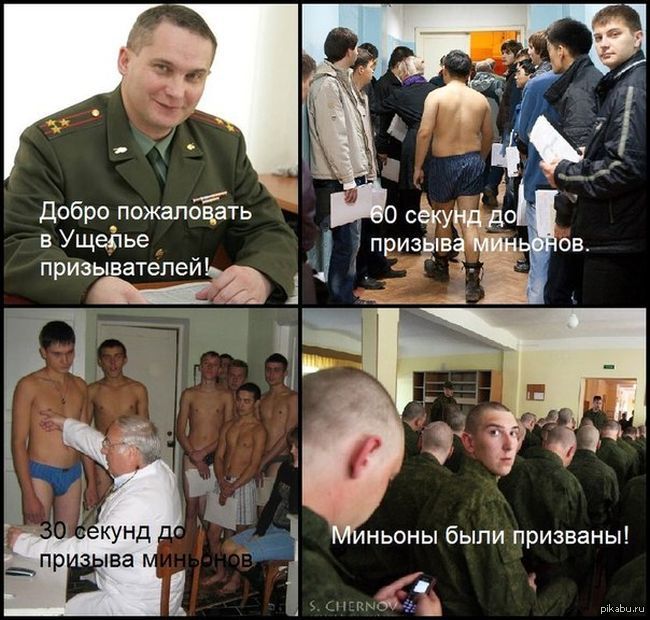 Добро пожаловать
в Ущелье
призывателей!
60 секунд до
призыва миньонов.
30 секунд до
призыва миньонов.
Миньоны были призваны!
S. CHERNOV
pikabu.ru